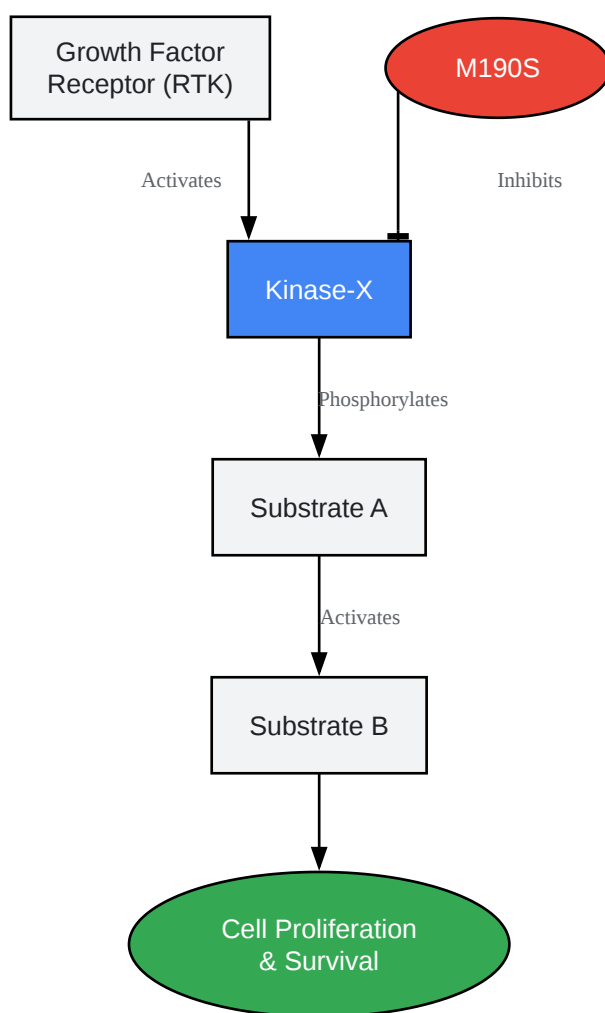 Growth Factor
Receptor (RTK)
M190S
Activates
Inhibits
Kinase-X
Phosphorylates
Substrate A
Activates
Substrate B
Cell Proliferation
& Survival